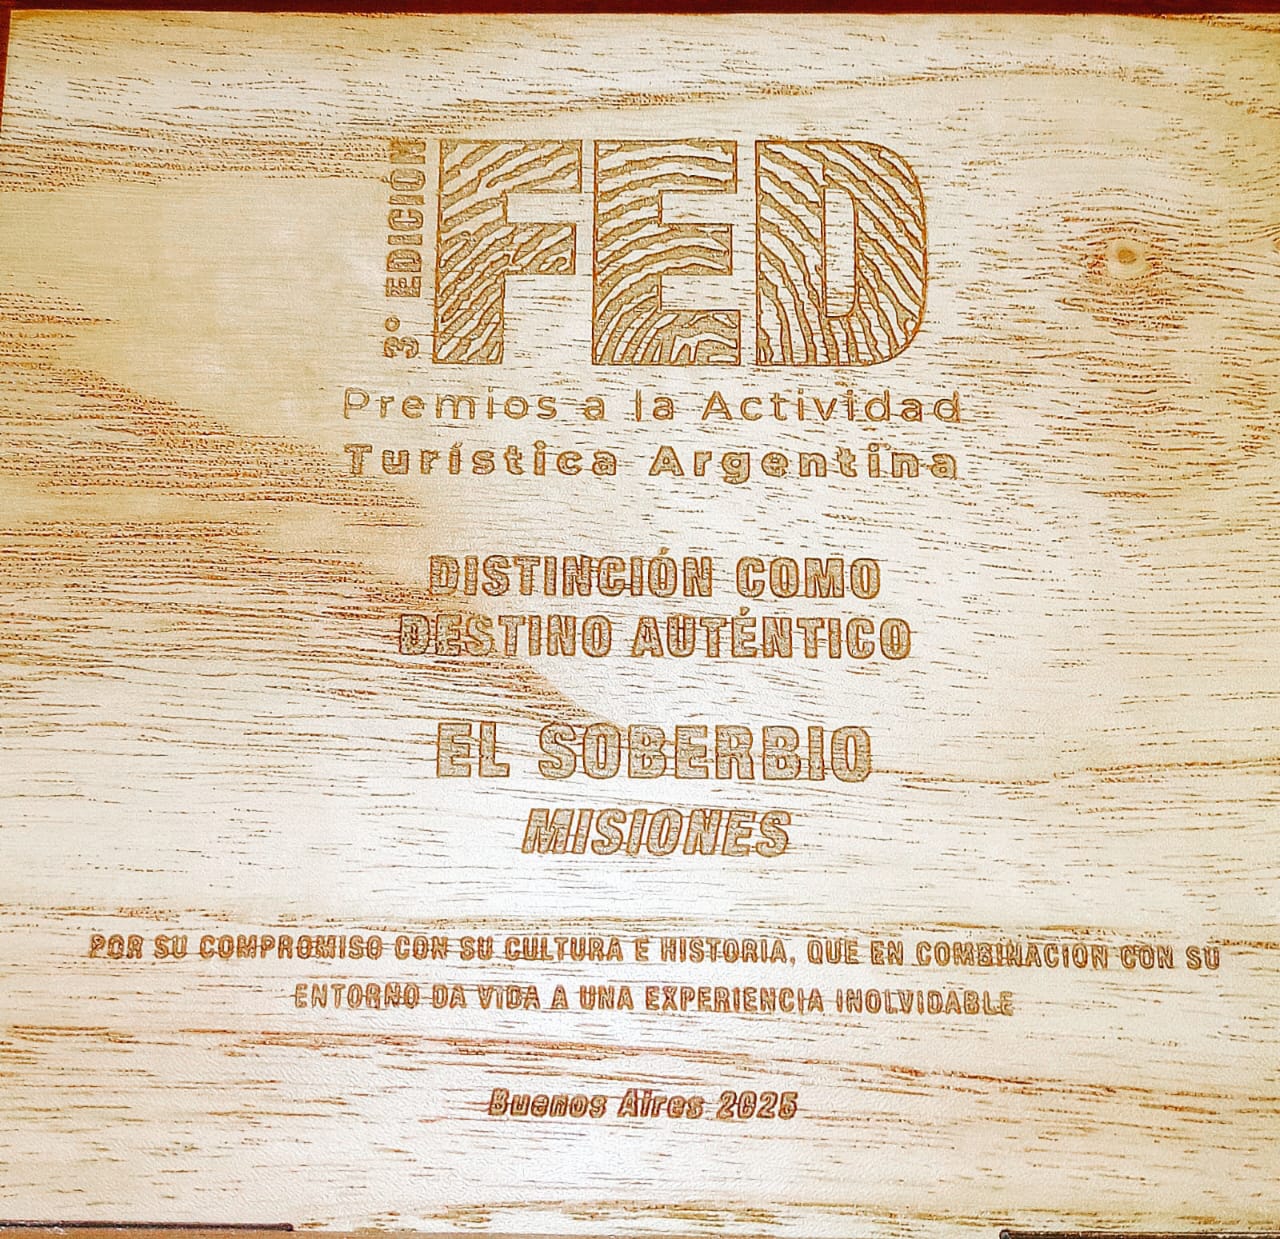 3° EDICIÓN
FED
Premios a la Actividad
Turística Argentina
DISTINCIÓN COMO
DESTINO AUTÉNTICO
EL SOBERBIO
MISIONES
POR SU COMPROMISO CON SU CULTURA E HISTORIA, QUE EN COMBINACIÓN CON SU
ENTORNO DA VIDA A UNA EXPERIENCIA INOLVIDABLE
Buenos Aires 2025